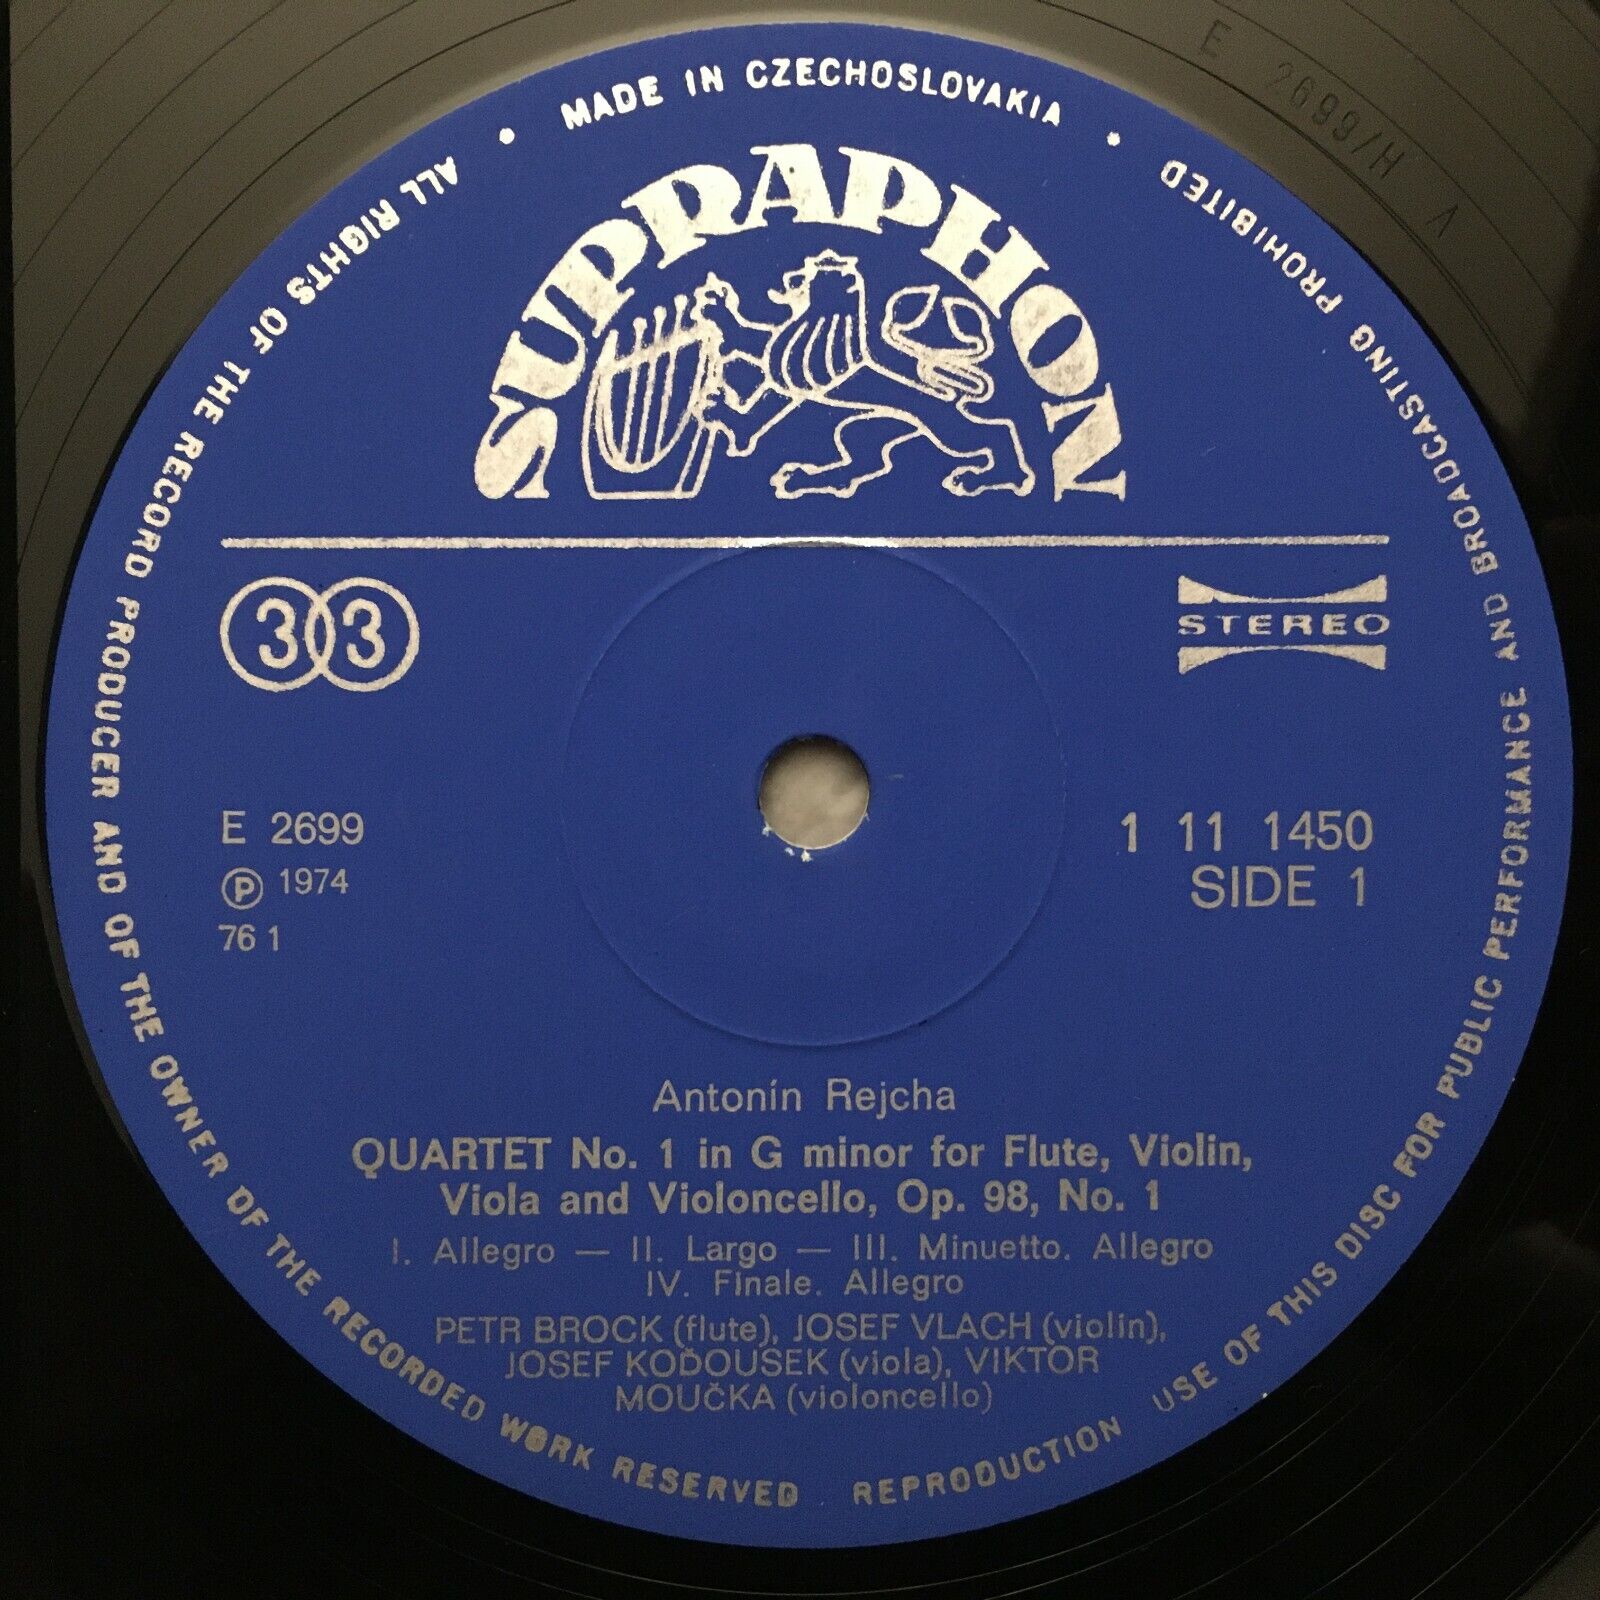 MADE IN CZECHOSLOVAKIA •
ALL RIGHTS OF THE RECORD PRODUCER AND OF THE OWNER OF THE RECORDED WORK RESERVED
REPRODUCTION USE OF THIS DISC FOR PUBLIC PERFORMANCE AND BROADCASTING PROHIBITED •
E 2699/H A
SUPRAPHON
33
STEREO
E 2699
Ⓟ 1974
76 1
1 11 1450
SIDE 1
Antonín Rejcha
QUARTET No. 1 in G minor for Flute, Violin,
Viola and Violoncello, Op. 98, No. 1
I. Allegro — II. Largo — III. Minuetto. Allegro
IV. Finale. Allegro
PETR BROCK (flute), JOSEF VLACH (violin),
JOSEF KOĎOUSEK (viola), VIKTOR
MOUČKA (violoncello)